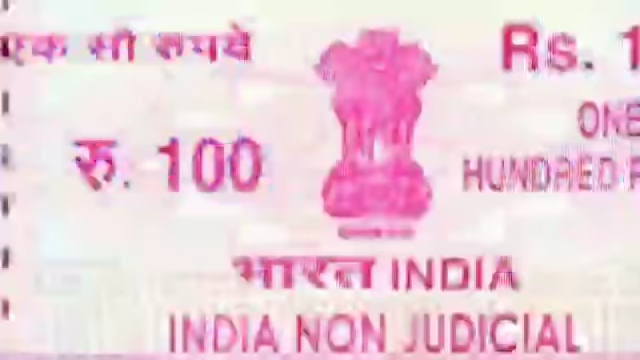 एक सौ रुपये
Rs. 1
रु. 100
ONE
HUNDRED R
भारत INDIA
INDIA NON JUDICIAL